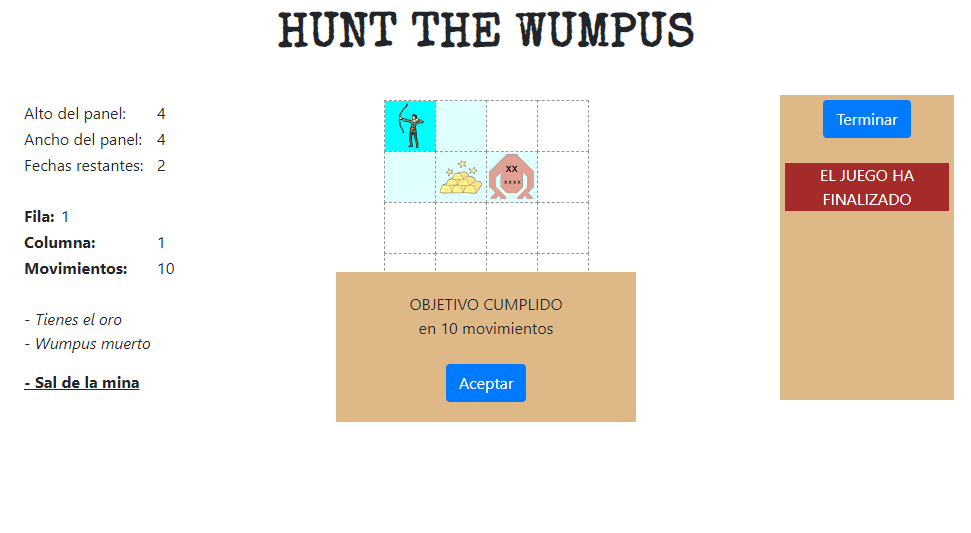 HUNT THE WUMPUS
Alto del panel: 4
Ancho del panel: 4
Fechas restantes: 2
Fila: 1
Columna: 1
Movimientos: 10
- Tienes el oro
- Wumpus muerto
- Sal de la mina
XX
xxxx
OBJETIVO CUMPLIDO
en 10 movimientos
Aceptar
Terminar
EL JUEGO HA
FINALIZADO